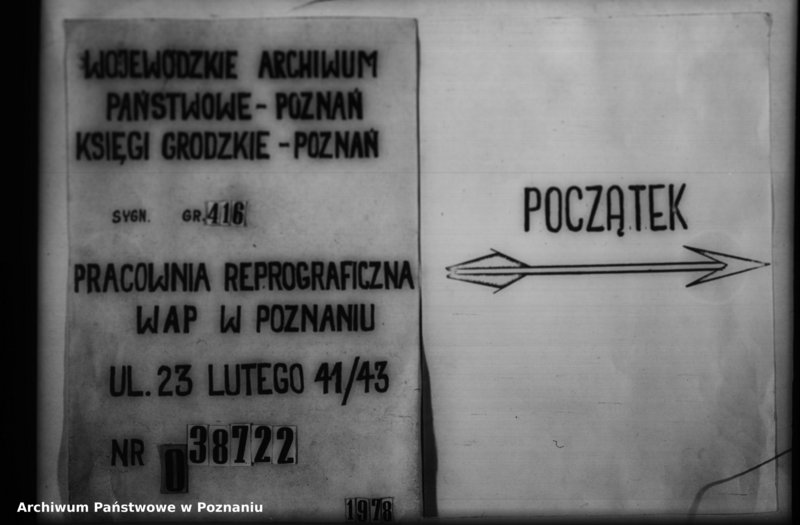 WOJEWÓDZKIE ARCHIWUM
PAŃSTWOWE - POZNAŃ
KSIĘGI GRODZKIE - POZNAŃ
SYGN. GR. 416
PRACOWNIA REPROGRAFICZNA
WAP W POZNANIU
UL. 23 LUTEGO 41/43
NR 0 38722
1978
POCZĄTEK
Archiwum Państwowe w Poznaniu